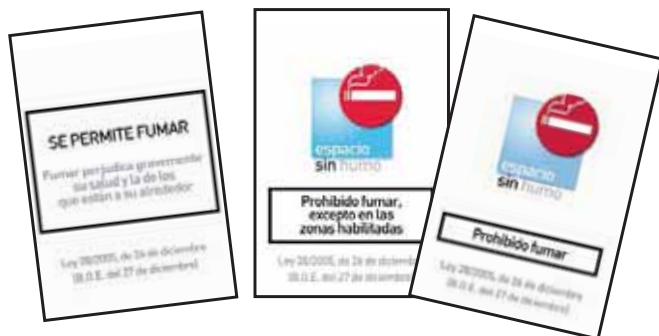 SE PERMITE FUMAR
Fumar perjudica gravemente
su salud y la de los
que están a su alrededor
Ley 28/2005, de 26 de diciembre
(B.O.E. del 27 de diciembre)
espacio
sin humo
Prohibido fumar,
excepto en las
zonas habilitadas
Ley 28/2005, de 26 de diciembre
(B.O.E. del 27 de diciembre)
espacio
sin humo
Prohibido fumar
Ley 28/2005, de 26 de diciembre
(B.O.E. del 27 de diciembre)